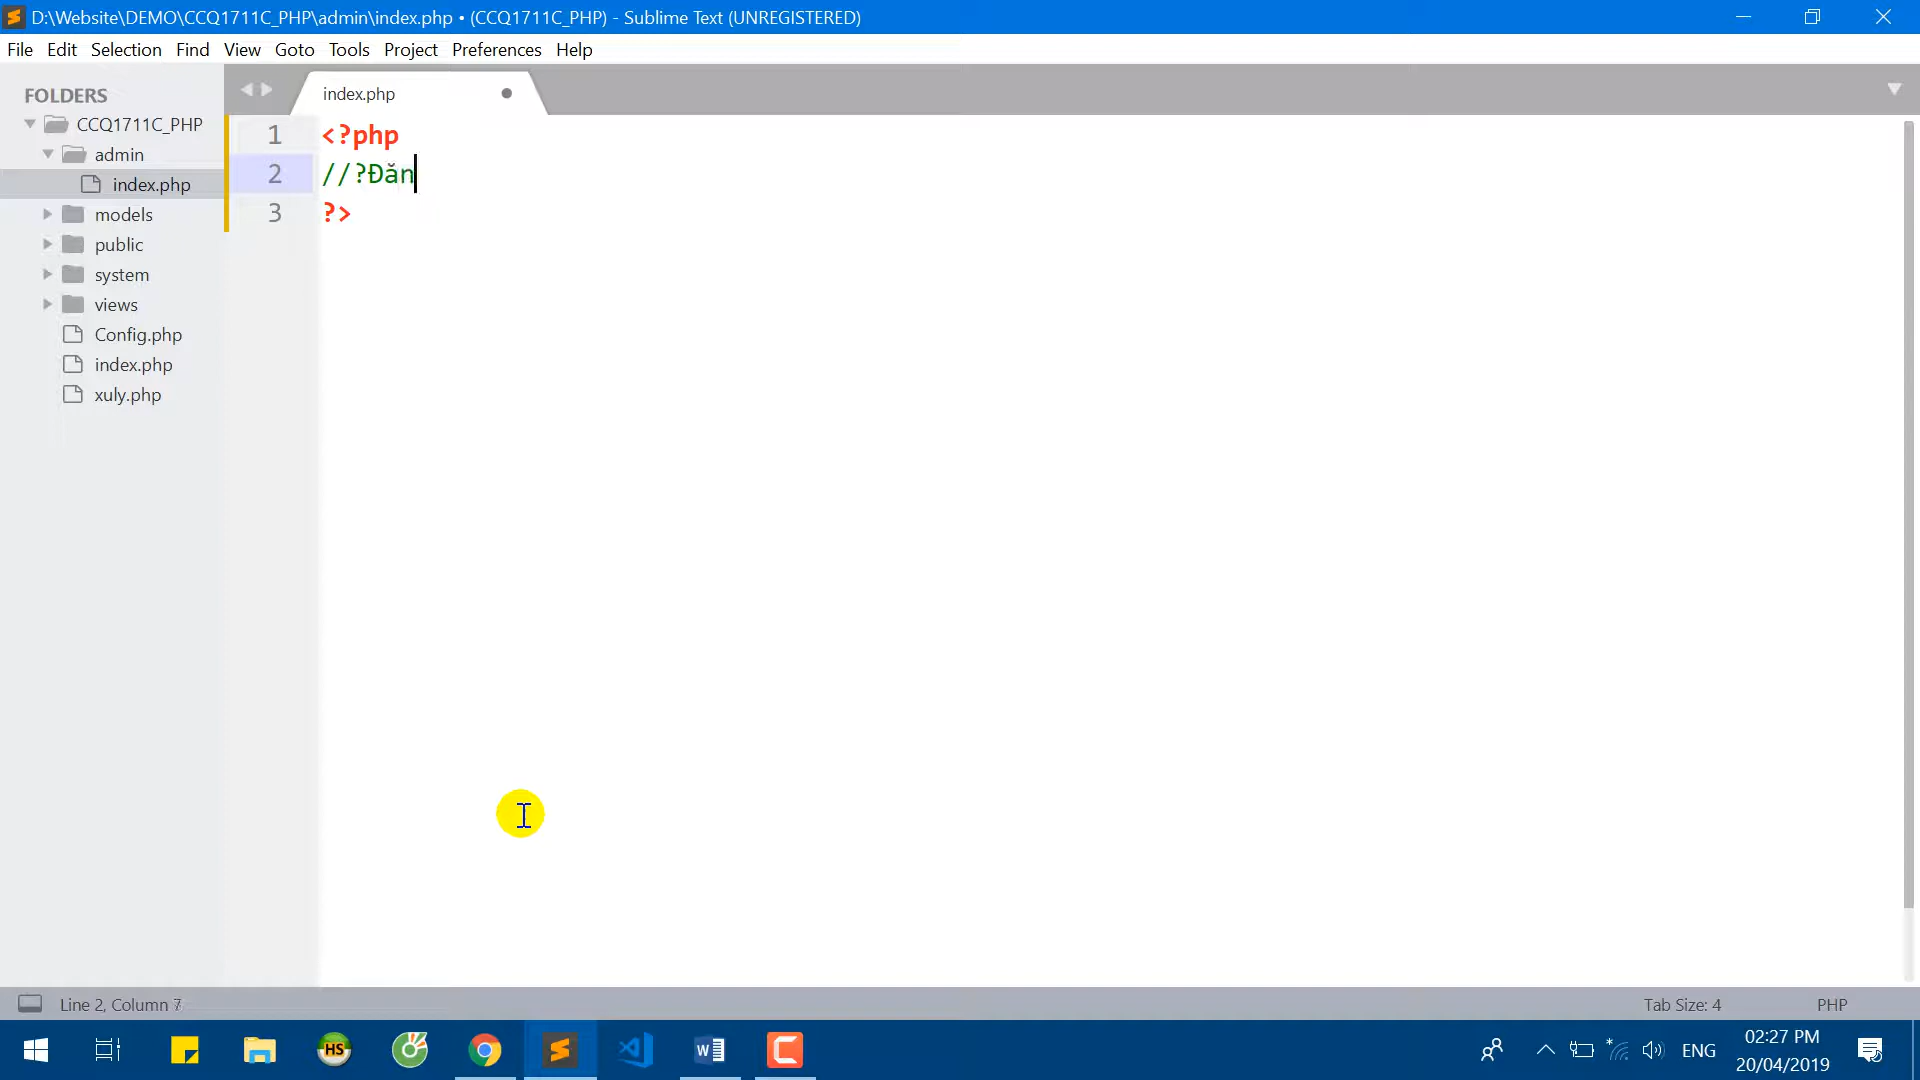 D:\Website\DEMO\CCQ1711C_PHP\admin\index.php • (CCQ1711C_PHP) - Sublime Text (UNREGISTERED)
File Edit Selection Find View Goto Tools Project Preferences Help
FOLDERS
CCQ1711C_PHP
admin
index.php
models
public
system
views
Config.php
index.php
xuly.php
index.php
1 <?php
2 //?Đăn
3 ?>
Line 2, Column 7
Tab Size: 4
PHP
HS
ENG
02:27 PM
20/04/2019